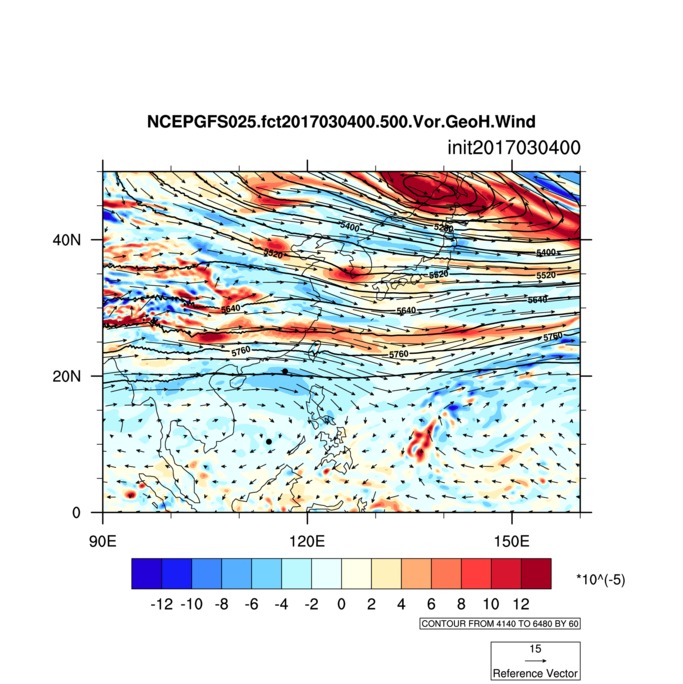 NCEPGFS025.fct2017030400.500.Vor.GeoH.Wind
init2017030400
5400
5280
40N
5520
5400
5520
5520
5640
5640
5640
5760
5760
5760
20N
0
90E 120E 150E
-12 -10 -8 -6 -4 -2 0 2 4 6 8 10 12
*10^(-5)
CONTOUR FROM 4140 TO 6480 BY 60
15
Reference Vector